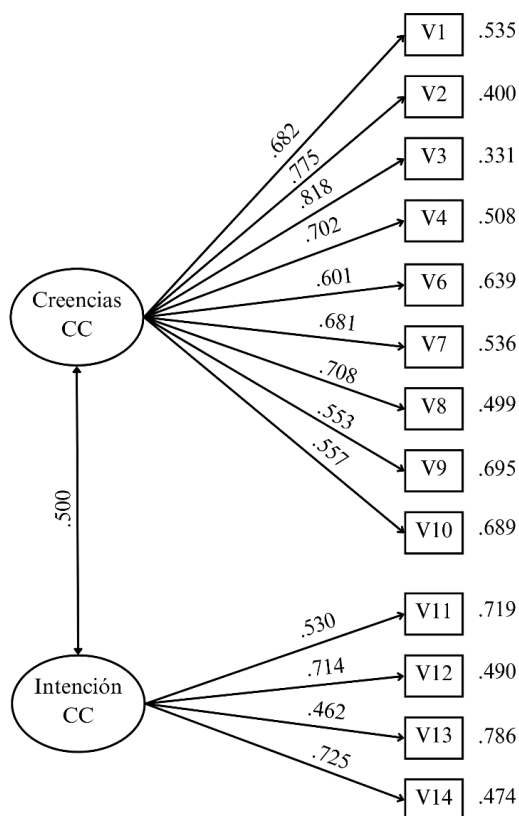 V1 .535
.682
V2 .400
.775
V3 .331
.818
V4 .508
.702
Creencias
CC
V6 .639
.601
V7 .536
.681
V8 .499
.708
V9 .695
.553
V10 .689
.557
.500
V11 .719
.530
V12 .490
.714
Intención
CC
V13 .786
.462
V14 .474
.725